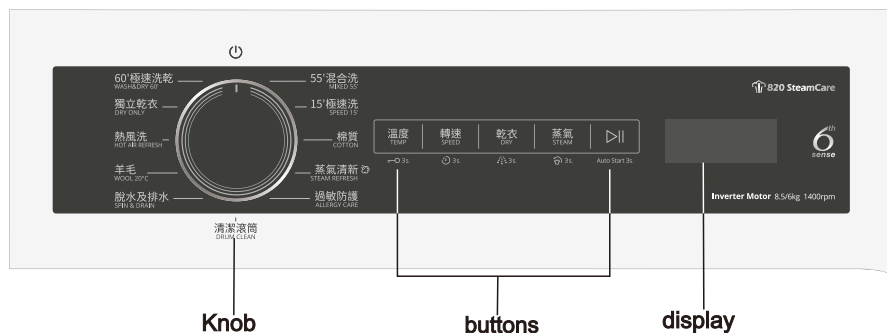 60'極速洗乾
WASH&DRY 60'
獨立乾衣
DRY ONLY
熱風洗
HOT AIR REFRESH
羊毛
WOOL 20°C
脫水及排水
SPIN & DRAIN
清潔滾筒
DRUM CLEAN
55'混合洗
MIXED 55'
15'極速洗
SPEED 15'
棉質
COTTON
蒸氣清新
STEAM REFRESH
過敏防護
ALLERGY CARE
溫度 轉速 乾衣 蒸氣
TEMP SPEED DRY STEAM
3s. 3s. 3s. 3s. Auto Start 3s.
820 SteamCare
6th
sense
Inverter Motor 8.5/6kg 1400rpm
Knob buttons display